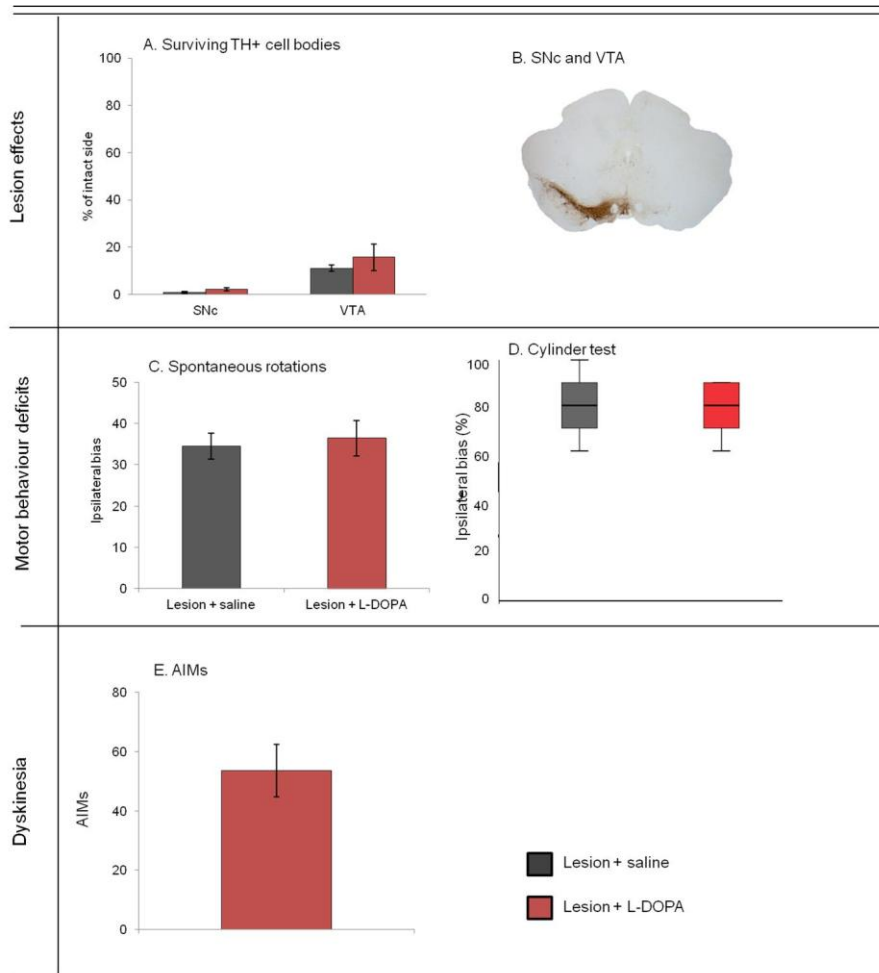 Lesion effects
A. Surviving TH+ cell bodies
% of intact side
100
80
60
40
20
0
SNc
VTA
B. SNc and VTA
Motor behaviour deficits
C. Spontaneous rotations
Ipsilateral bias
50
40
30
20
10
0
Lesion + saline
Lesion + L-DOPA
D. Cylinder test
Ipsilateral bias (%)
100
80
60
40
20
0
Dyskinesia
E. AIMs
AIMs
80
60
40
20
0
Lesion + saline
Lesion + L-DOPA